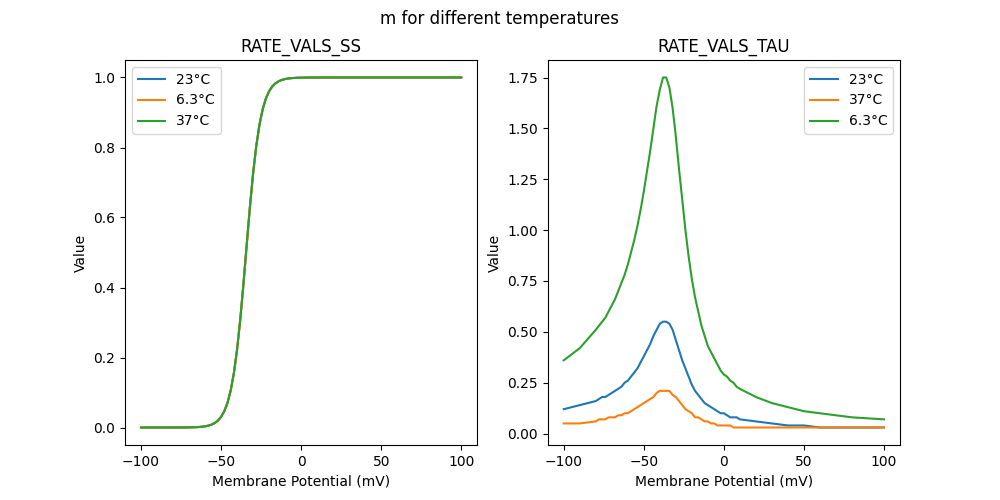 m for different temperatures
RATE_VALS_SS
RATE_VALS_TAU
23°C
6.3°C
37°C
23°C
37°C
6.3°C
1.0
0.8
0.6
0.4
0.2
0.0
Value
−100
−50
0
50
100
Membrane Potential (mV)
1.75
1.50
1.25
1.00
0.75
0.50
0.25
0.00
Value
−100
−50
0
50
100
Membrane Potential (mV)